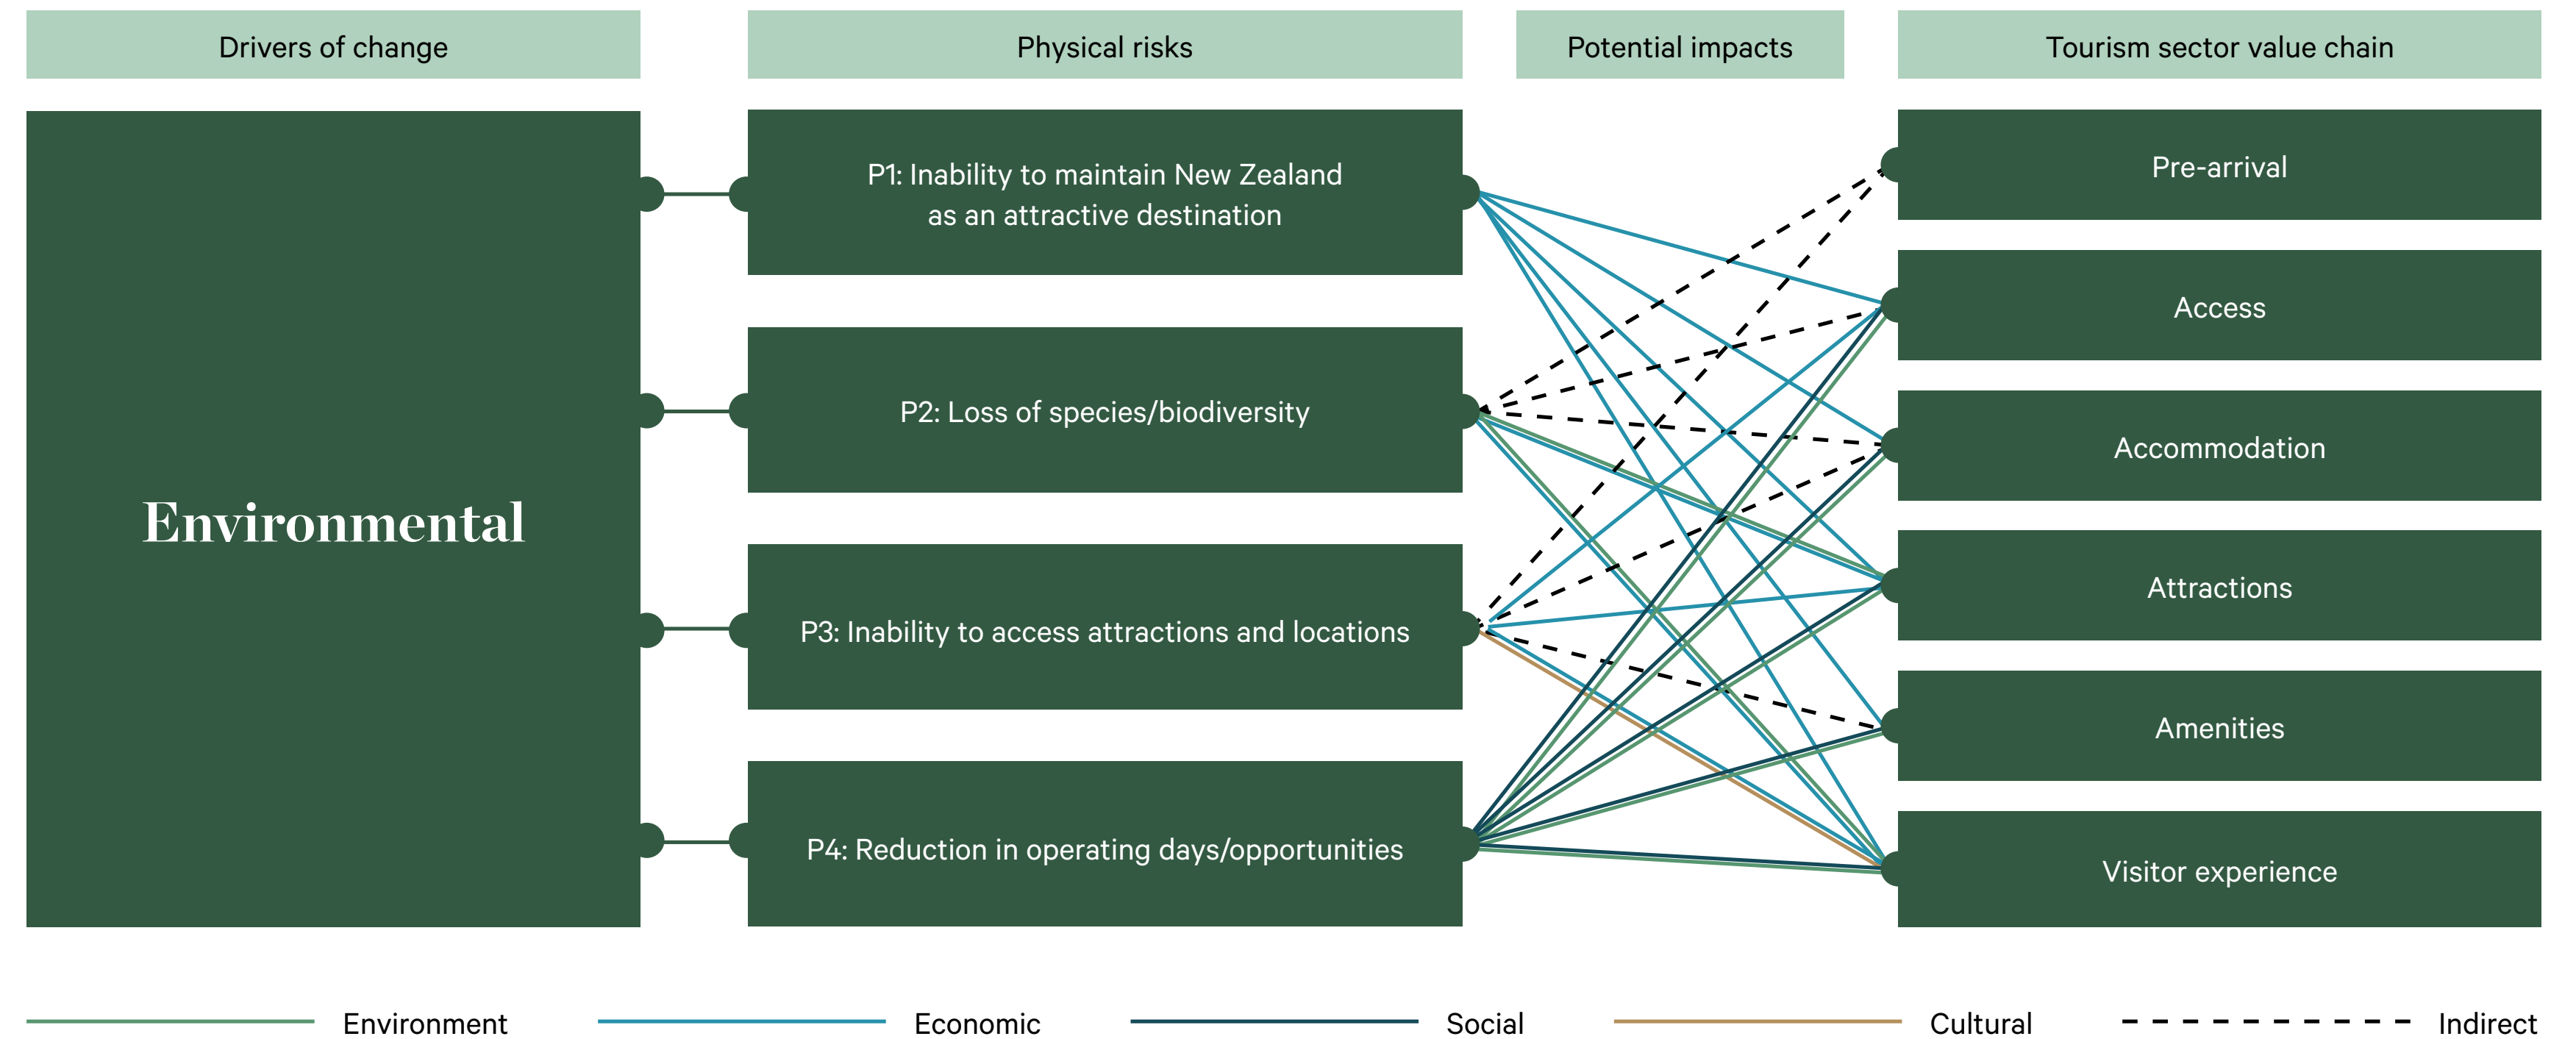 Drivers of change
Physical risks
Potential impacts
Tourism sector value chain
Environmental
P1: Inability to maintain New Zealand
as an attractive destination
P2: Loss of species/biodiversity
P3: Inability to access attractions and locations
P4: Reduction in operating days/opportunities
Pre-arrival
Access
Accommodation
Attractions
Amenities
Visitor experience
Environment
Economic
Social
Cultural
Indirect